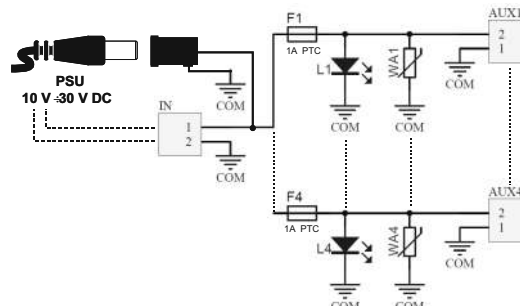 AUX1
F1
1A PTC
2
1
L1
WA1
COM
COM
COM
COM
PSU
10 V ÷30 V DC
IN
1
2
COM
AUX4
F4
1A PTC
2
1
L4
WA4
COM
COM
COM